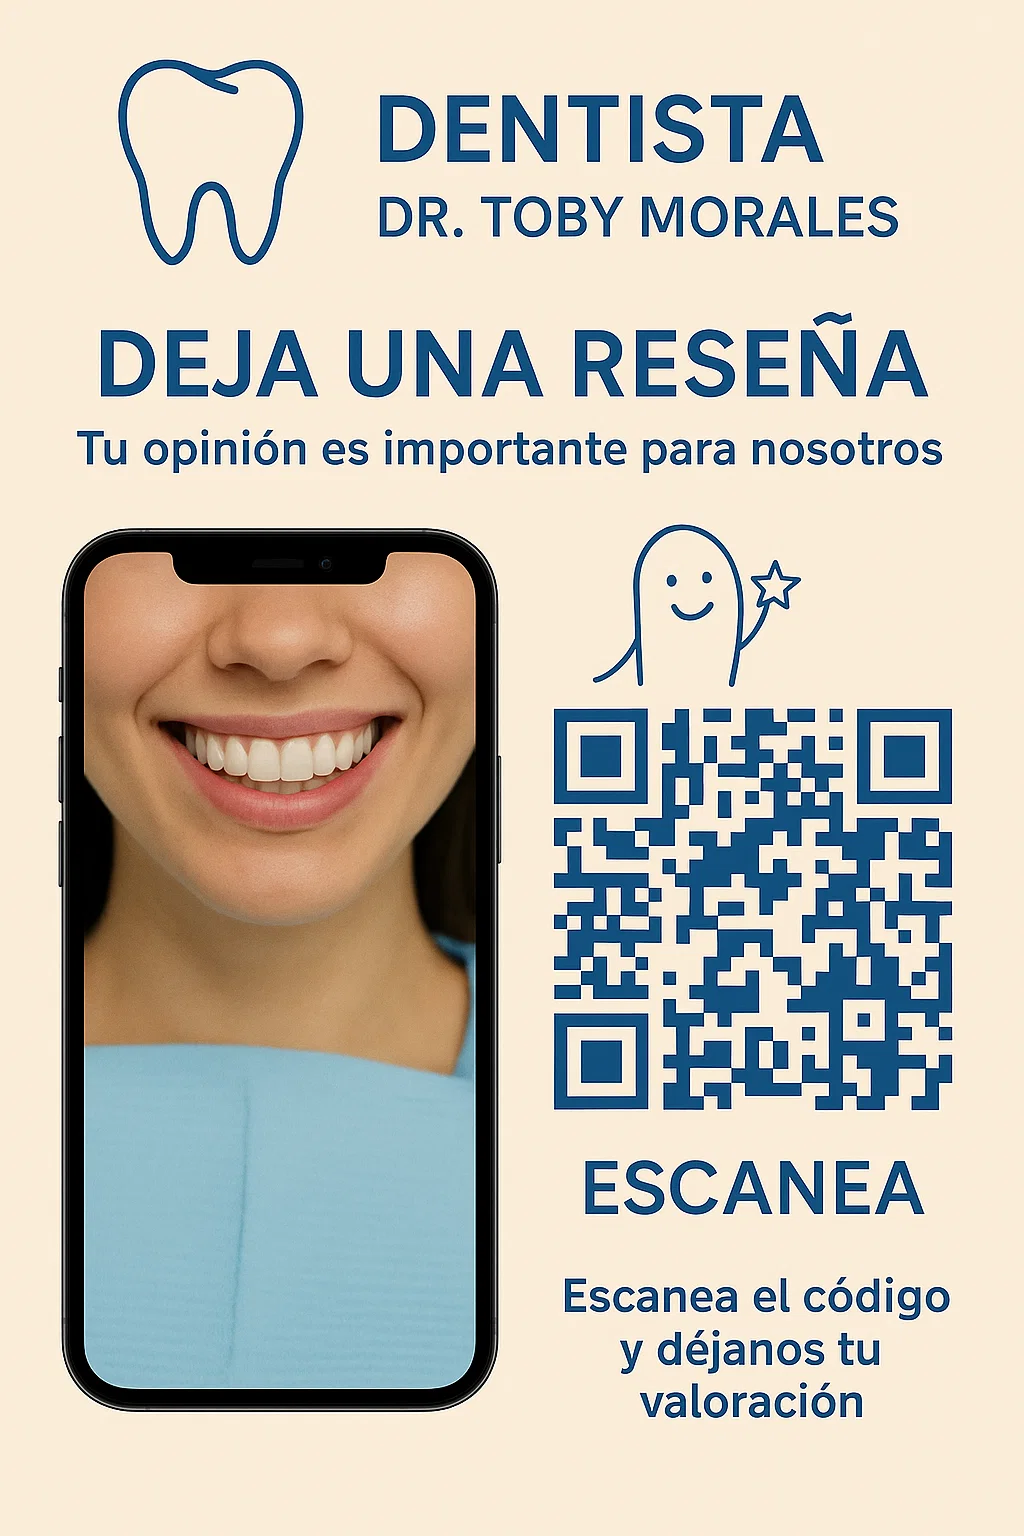 DENTISTA
DR. TOBY MORALES
DEJA UNA RESEÑA
Tu opinión es importante para nosotros
ESCANEA
Escanea el código
y déjanos tu
valoración